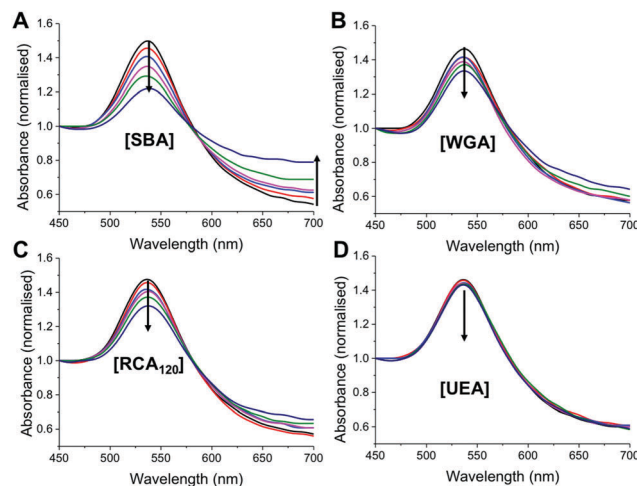 A
Absorbance (normalised)
1.6
1.4
1.2
1.0
0.8
0.6
[SBA]
450 500 550 600 650 700
Wavelength (nm)
B
Absorbance (normalised)
1.6
1.4
1.2
1.0
0.8
0.6
[WGA]
450 500 550 600 650 700
Wavelength (nm)
C
Absorbance (normalised)
1.6
1.4
1.2
1.0
0.8
0.6
[RCA₁₂₀]
450 500 550 600 650 700
Wavelength (nm)
D
Absorbance (normalised)
1.6
1.4
1.2
1.0
0.8
0.6
[UEA]
450 500 550 600 650 700
Wavelength (nm)